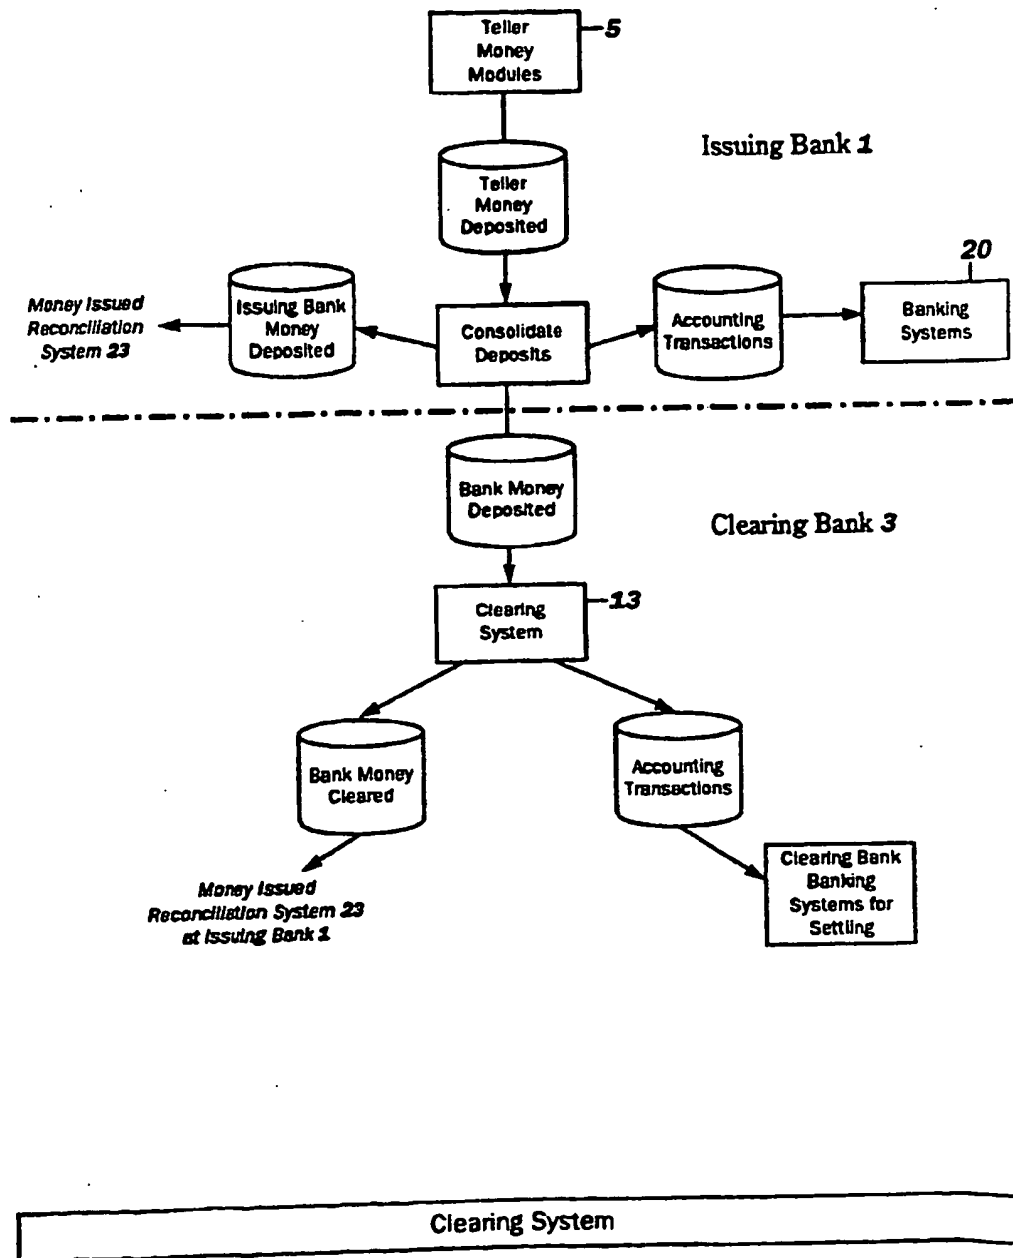 Teller
Money
Modules
5
Issuing Bank 1
Teller
Money
Deposited
20
Money Issued
Reconciliation
System 23
Issuing Bank
Money
Deposited
Consolidate
Deposits
Accounting
Transactions
Banking
Systems
Bank Money
Deposited
Clearing Bank 3
Clearing
System
13
Bank Money
Cleared
Accounting
Transactions
Money Issued
Reconciliation System 23
at Issuing Bank 1
Clearing Bank
Banking
Systems for
Settling
Clearing System